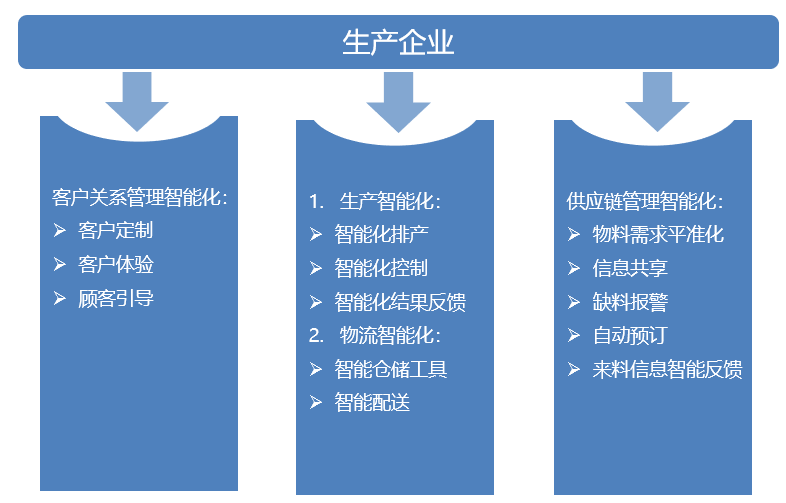 生产企业
客户关系管理智能化：
客户定制
客户体验
顾客引导
1. 生产智能化：
智能化排产
智能化控制
智能化结果反馈
2. 物流智能化：
智能仓储工具
智能配送
供应链管理智能化：
物料需求平准化
信息共享
缺料报警
自动预订
来料信息智能反馈